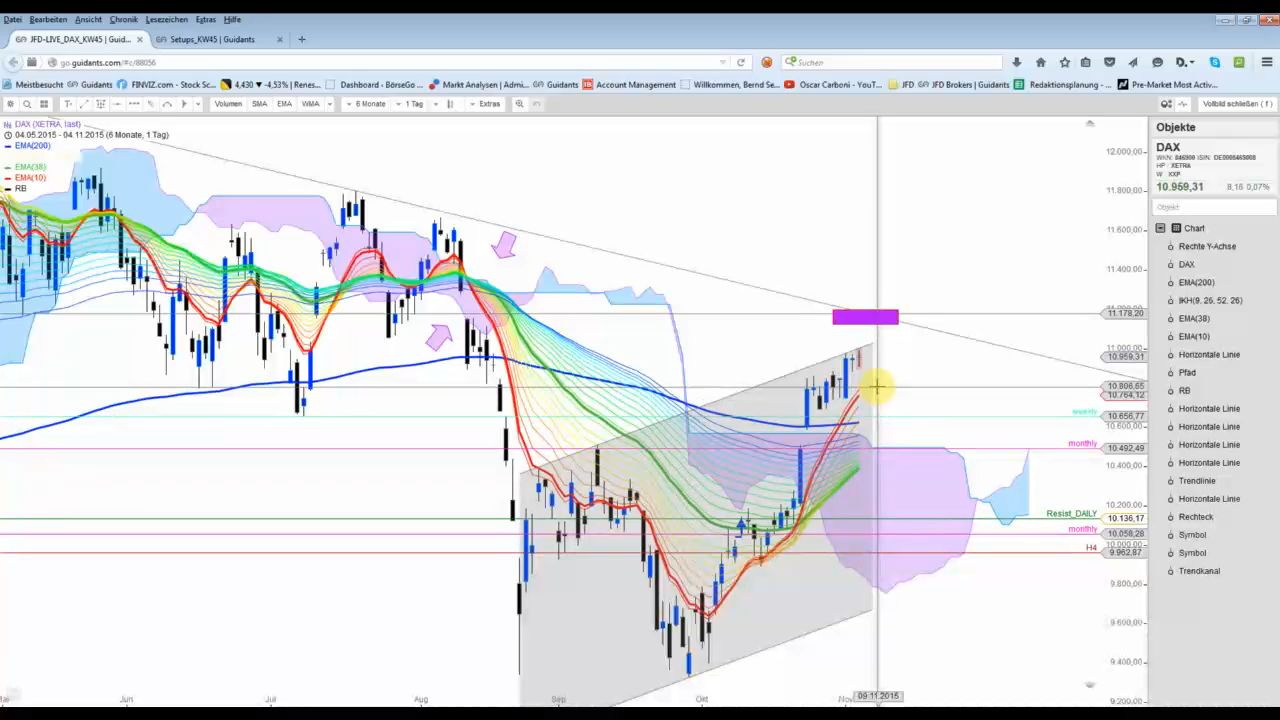 Datei Bearbeiten Ansicht Chronik Lesezeichen Extras Hilfe
JFD-LIVE_DAX_KW45 | Guid... × Setups_KW45 | Guidants × +
go.guidants.com/#c/88056 Suchen
Meistbesucht Guidants FINVIZ.com - Stock Sc... 4,430 ▼ -4,53% | Renes... Dashboard - BörseGo ... Markt Analysen | Admi... Guidants Account Management Willkommen, Bernd Se... Oscar Carboni - YouT... JFD JFD Brokers | Guidants Redaktionsplanung - ... Pre-Market Most Activ...
Volumen SMA EMA WMA 6 Monate 1 Tag Extras Vollbild schließen ( f )
DAX (XETRA, last)
04.05.2015 - 04.11.2015 (6 Monate, 1 Tag)
EMA(200)
EMA(38)
EMA(10)
RB
12.000,00
11.800,00
11.600,00
11.400,00
11.178,20
11.000,00
10.959,31
10.806,65
10.764,12
weekly 10.656,77
10.600,00
monthly 10.492,49
10.400,00
10.200,00
Resist_DAILY 10.136,17
monthly 10.058,28
10.000,00
H4 9.962,87
9.800,00
9.600,00
9.400,00
9.200,00
Jun Jul Aug Sep Okt Nov 09.11.2015
Objekte
DAX
WKN: 846900 ISIN: DE0008469008
HP XETRA
W XXP
10.959,31 8,16 0,07%
Objekt
Chart
Rechte Y-Achse
DAX
EMA(200)
IKH(9, 26, 52, 26)
EMA(38)
EMA(10)
Horizontale Linie
Pfad
RB
Horizontale Linie
Horizontale Linie
Horizontale Linie
Horizontale Linie
Trendlinie
Horizontale Linie
Rechteck
Symbol
Symbol
Trendkanal